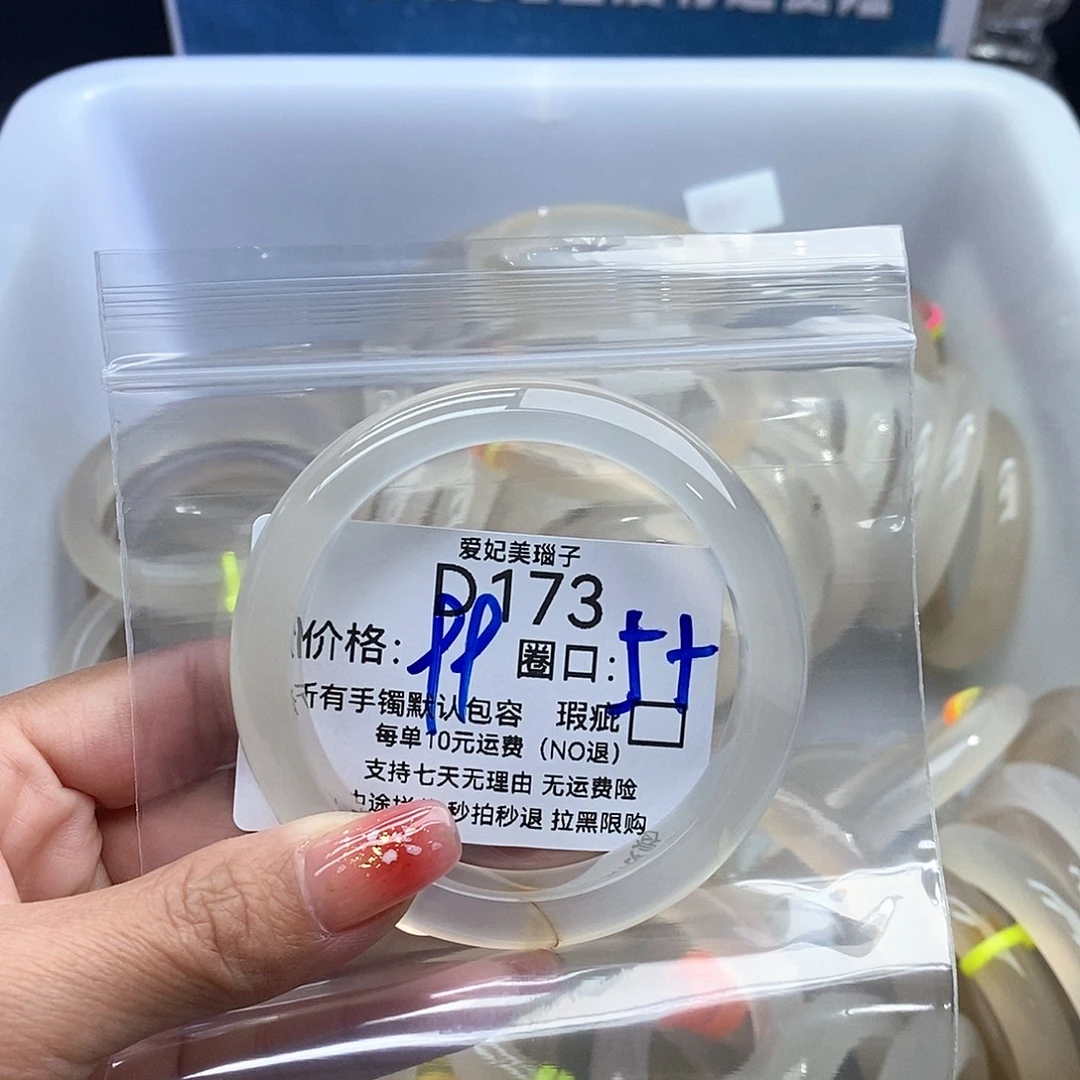 爱妃美瑙子
D173
价格: 圈口:
所有手镯默认包容 瑕疵
每单10元运费（NO退）
支持七天无理由 无运费险
秒拍秒退 拉黑限购